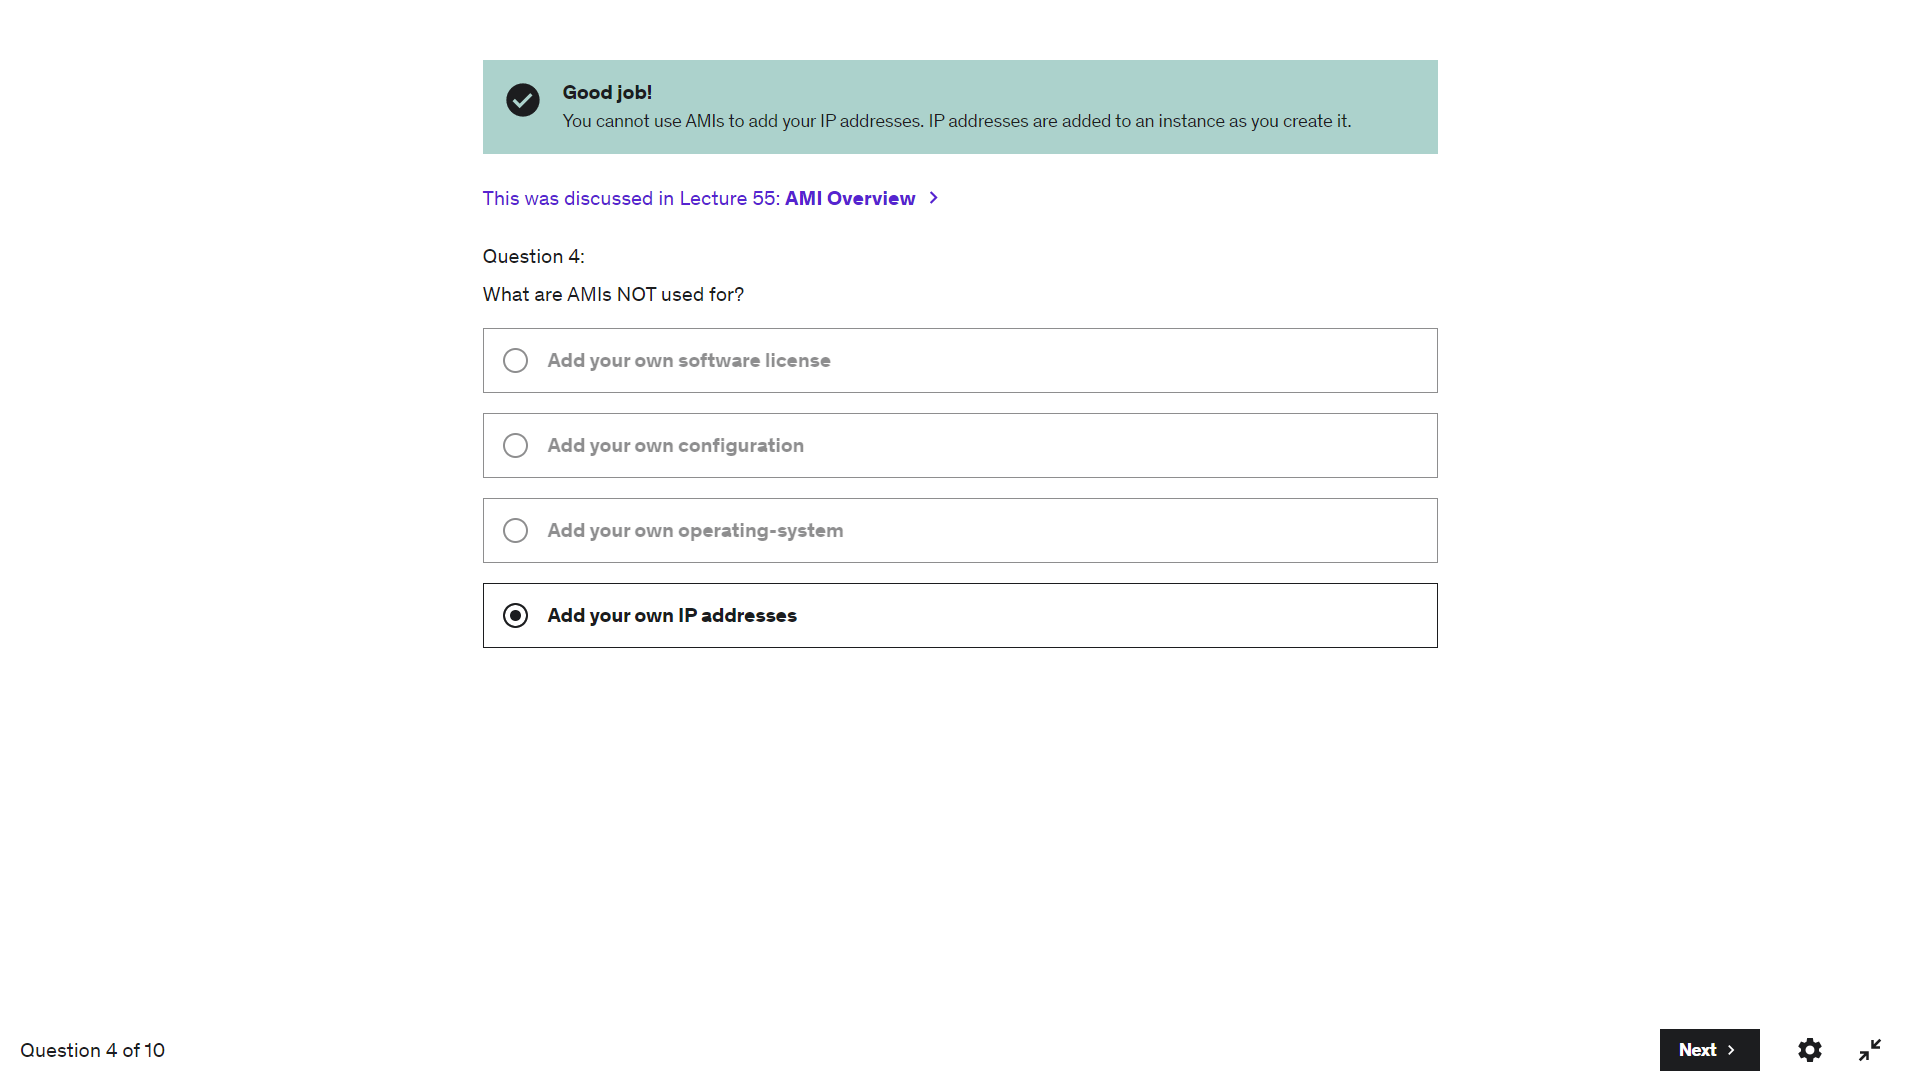 Good job!
You cannot use AMIs to add your IP addresses. IP addresses are added to an instance as you create it.
This was discussed in Lecture 55: AMI Overview
Question 4:
What are AMIs NOT used for?
Add your own software license
Add your own configuration
Add your own operating-system
Add your own IP addresses
Question 4 of 10
Next